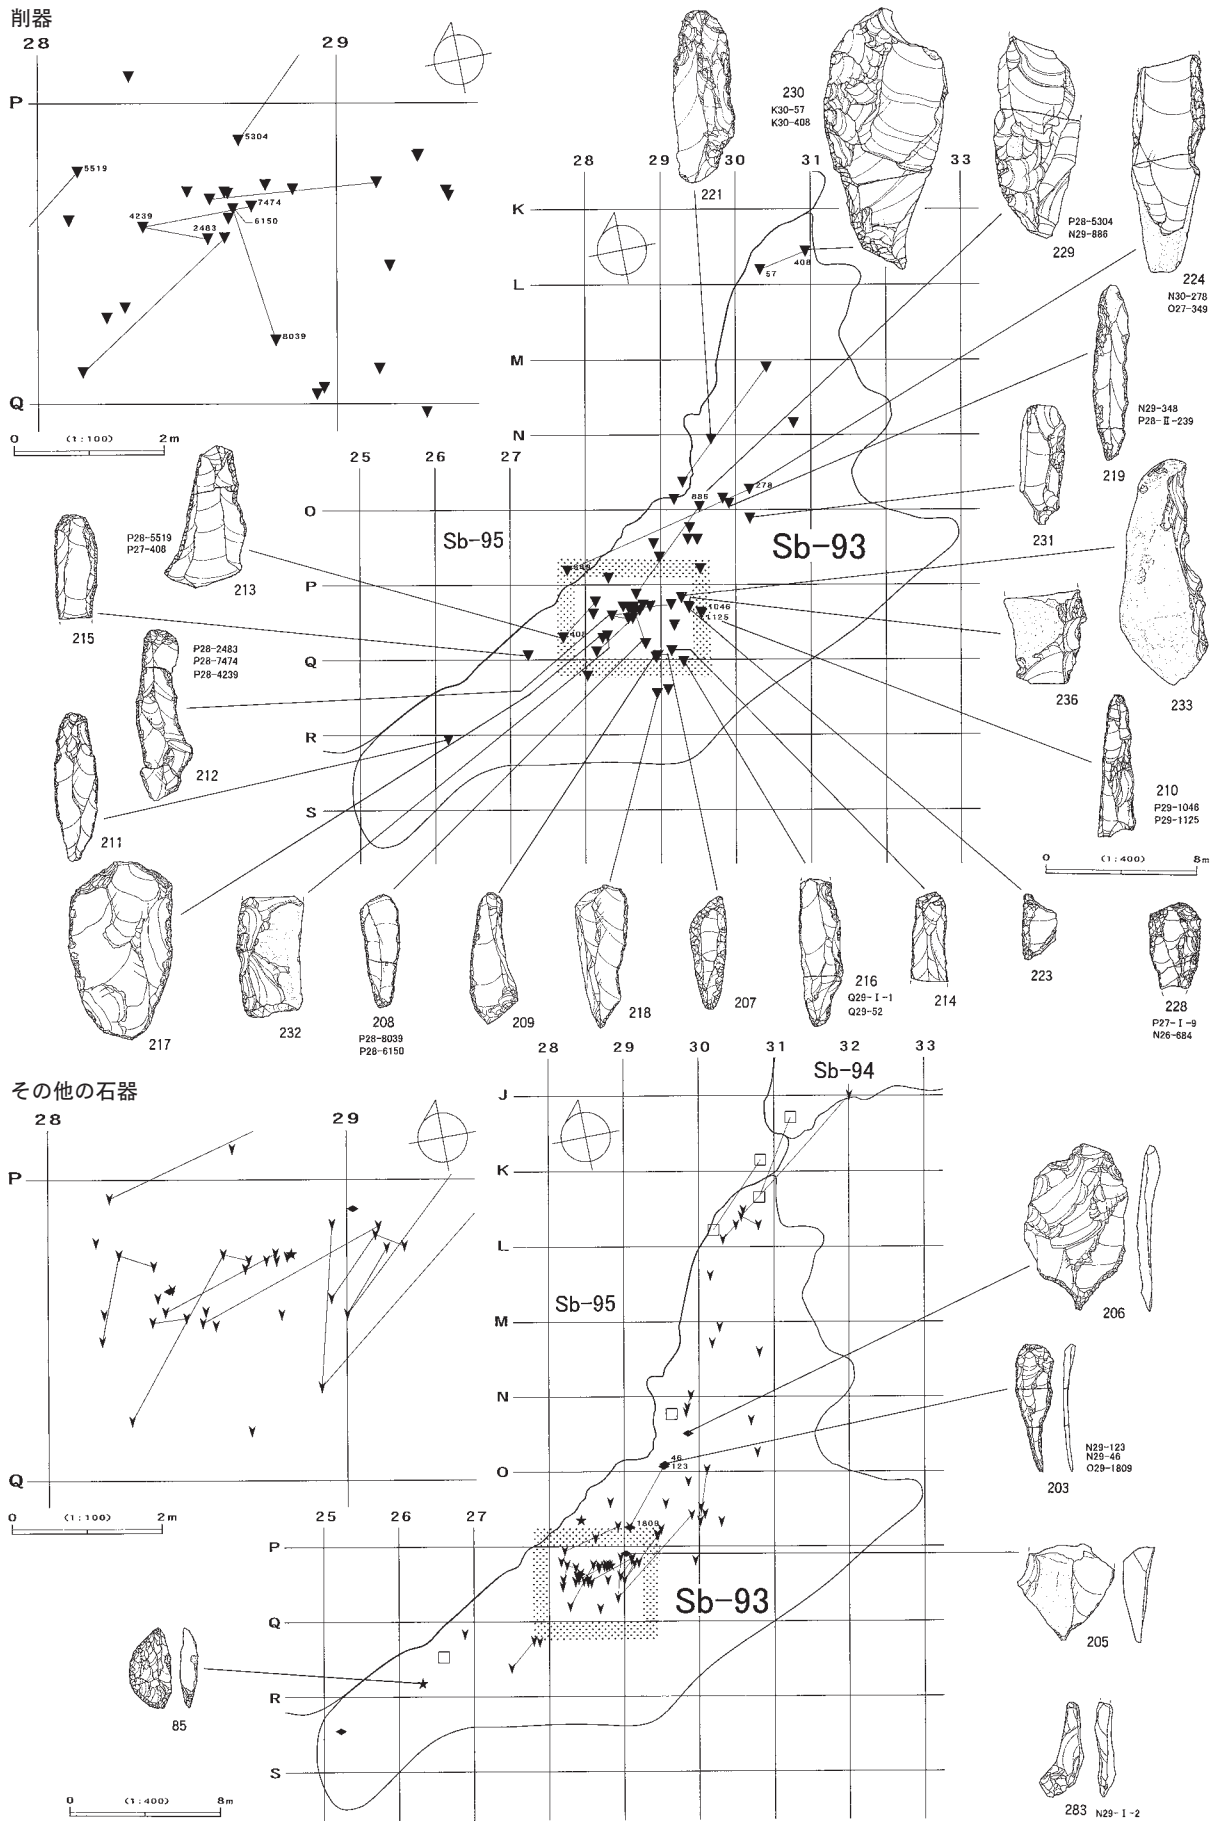 削器
28 29
P
5304
5519
7474
4239
6150
2483
8039
Q
0 (1:100) 2m
221
230
K30-57
K30-408
P28-5304
N29-886
229
224
N30-278
O27-349
28 29 30 31 33
K
408
57
L
M
N
25 26 27
278
886
O
Sb-95
Sb-93
P
1046
1125
408
Q
R
S
N29-348
P28-Ⅱ-239
219
231
236
233
210
P29-1046
P29-1125
0 (1:400) 8m
P28-5519
P27-408
213
215
P28-2483
P28-7474
P28-4239
212
211
217
232
208
P28-8039
P28-6150
209
218
207
216
Q29-Ⅰ-1
Q29-52
214
223
228
P27-Ⅰ-9
N26-684
その他の石器
28 29
P
Q
0 (1:100) 2m
28 29 30 31 32 33
Sb-94
J
K
L
Sb-95
M
N
46
123
O
25 26 27
1809
P
Sb-93
Q
R
S
206
N29-123
N29-46
O29-1809
203
205
85
283 N29-Ⅰ-2
0 (1:400) 8m